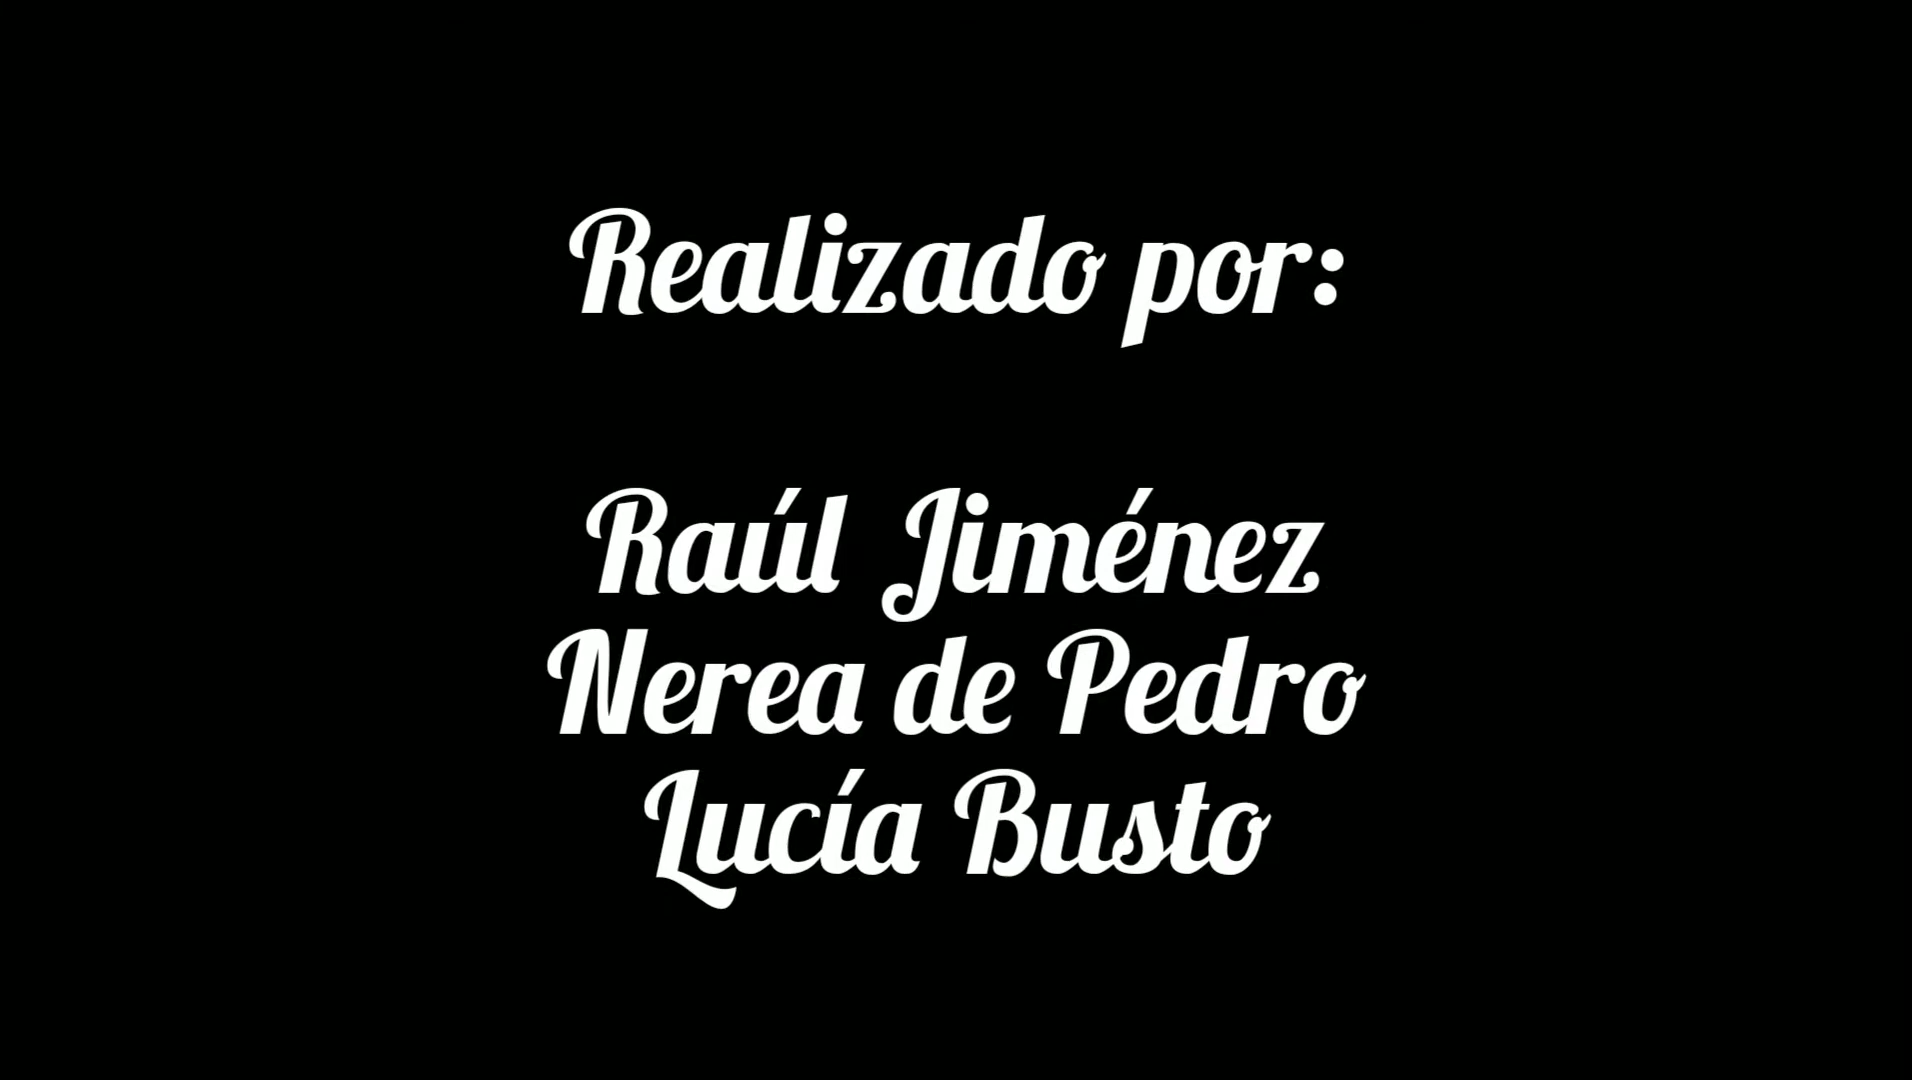 Realizado por:
Raúl Jiménez
Nerea de Pedro
Lucía Busto